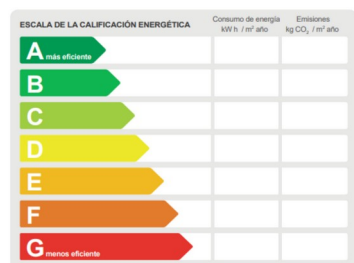 ESCALA DE LA CALIFICACIÓN ENERGÉTICA
Consumo de energía
kW h / m² año
Emisiones
kg CO₂ / m² año
A más eficiente
B
C
D
E
F
G menos eficiente